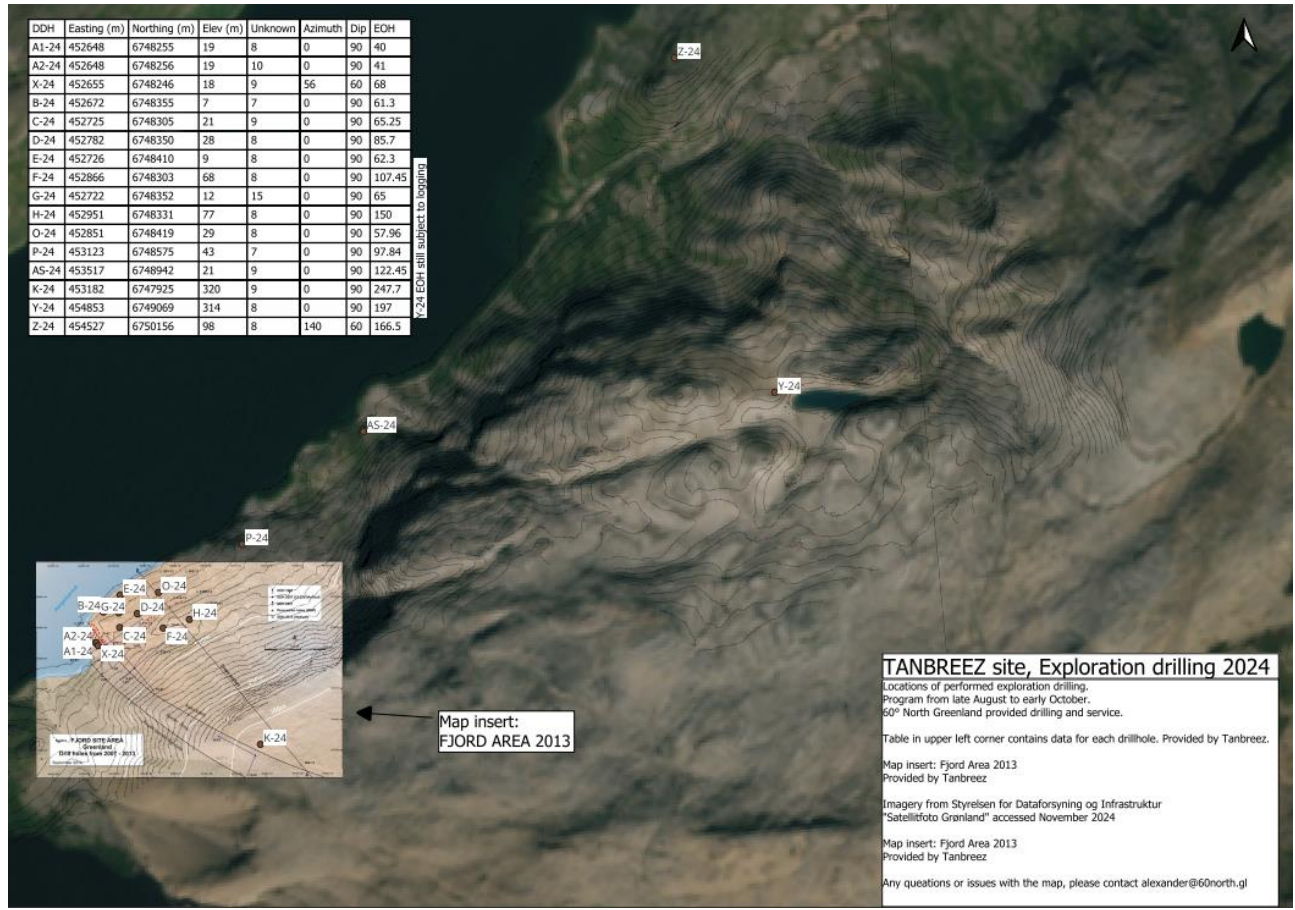 DDH Easting (m) Northing (m) Elev (m) Unknown Azimuth Dip EOH
A1-24 452648 6748255 19 8 0 90 40
A2-24 452648 6748256 19 10 0 90 41
X-24 452655 6748246 18 9 56 60 68
B-24 452672 6748355 7 7 0 90 61.3
C-24 452725 6748305 21 9 0 90 65.25
D-24 452782 6748350 28 8 0 90 85.7
E-24 452726 6748410 9 8 0 90 62.3
F-24 452866 6748303 68 8 0 90 107.45
G-24 452722 6748352 12 15 0 90 65
H-24 452951 6748331 77 8 0 90 150
O-24 452851 6748419 29 8 0 90 57.96
P-24 453123 6748575 43 7 0 90 97.84
AS-24 453517 6748942 21 9 0 90 122.45
K-24 453182 6747925 320 9 0 90 247.7
Y-24 454853 6749069 314 8 0 90 197
Z-24 454527 6750156 98 8 140 60 166.5
Y-24 EOH still subject to logging
Z-24
Y-24
AS-24
P-24
E-24
O-24
B-24
G-24
D-24
H-24
C-24
F-24
A2-24
A1-24
X-24
K-24
FJORD SITE AREA
Greenland
Drill holes from 2007 - 2013
Map insert:
FJORD AREA 2013
TANBREEZ site, Exploration drilling 2024
Locations of performed exploration drilling.
Program from late August to early October.
60° North Greenland provided drilling and service.
Table in upper left corner contains data for each drillhole. Provided by Tanbreez.
Map insert: Fjord Area 2013
Provided by Tanbreez
Imagery from Styrelsen for Dataforsyning og Infrastruktur
"Satellitfoto Grønland" accessed November 2024
Map insert: Fjord Area 2013
Provided by Tanbreez
Any queations or issues with the map, please contact alexander@60north.gl